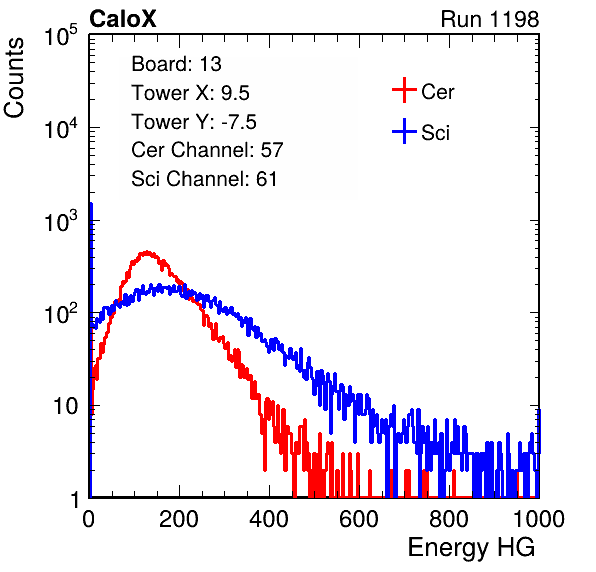 CaloX Run 1198
Counts
10^5
10^4
10^3
10^2
10
1
Board: 13
Tower X: 9.5
Tower Y: -7.5
Cer Channel: 57
Sci Channel: 61
Cer
Sci
0 200 400 600 800 1000
Energy HG